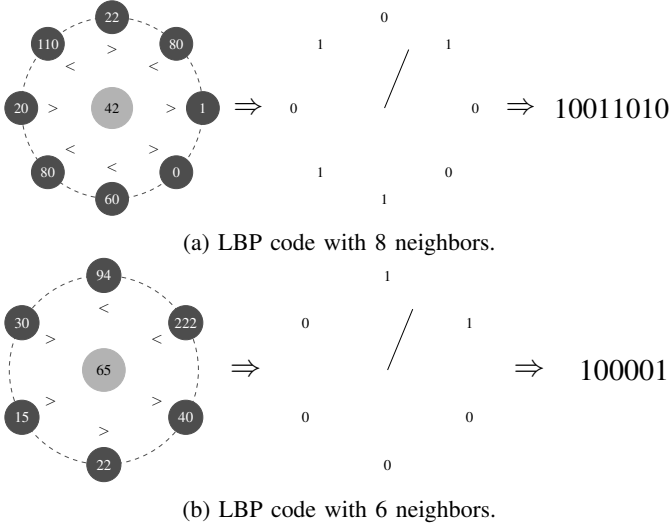 22 0
110 80 1 1
< > <
20 > 42 > 1 ⇒ 0 0 ⇒ 10011010
< < >
80 0 1 0
60 1
(a) LBP code with 8 neighbors.
94 1
30 < 222 0 1
> <
65 ⇒ ⇒ 100001
> >
15 > 40 0 0
22 0
(b) LBP code with 6 neighbors.